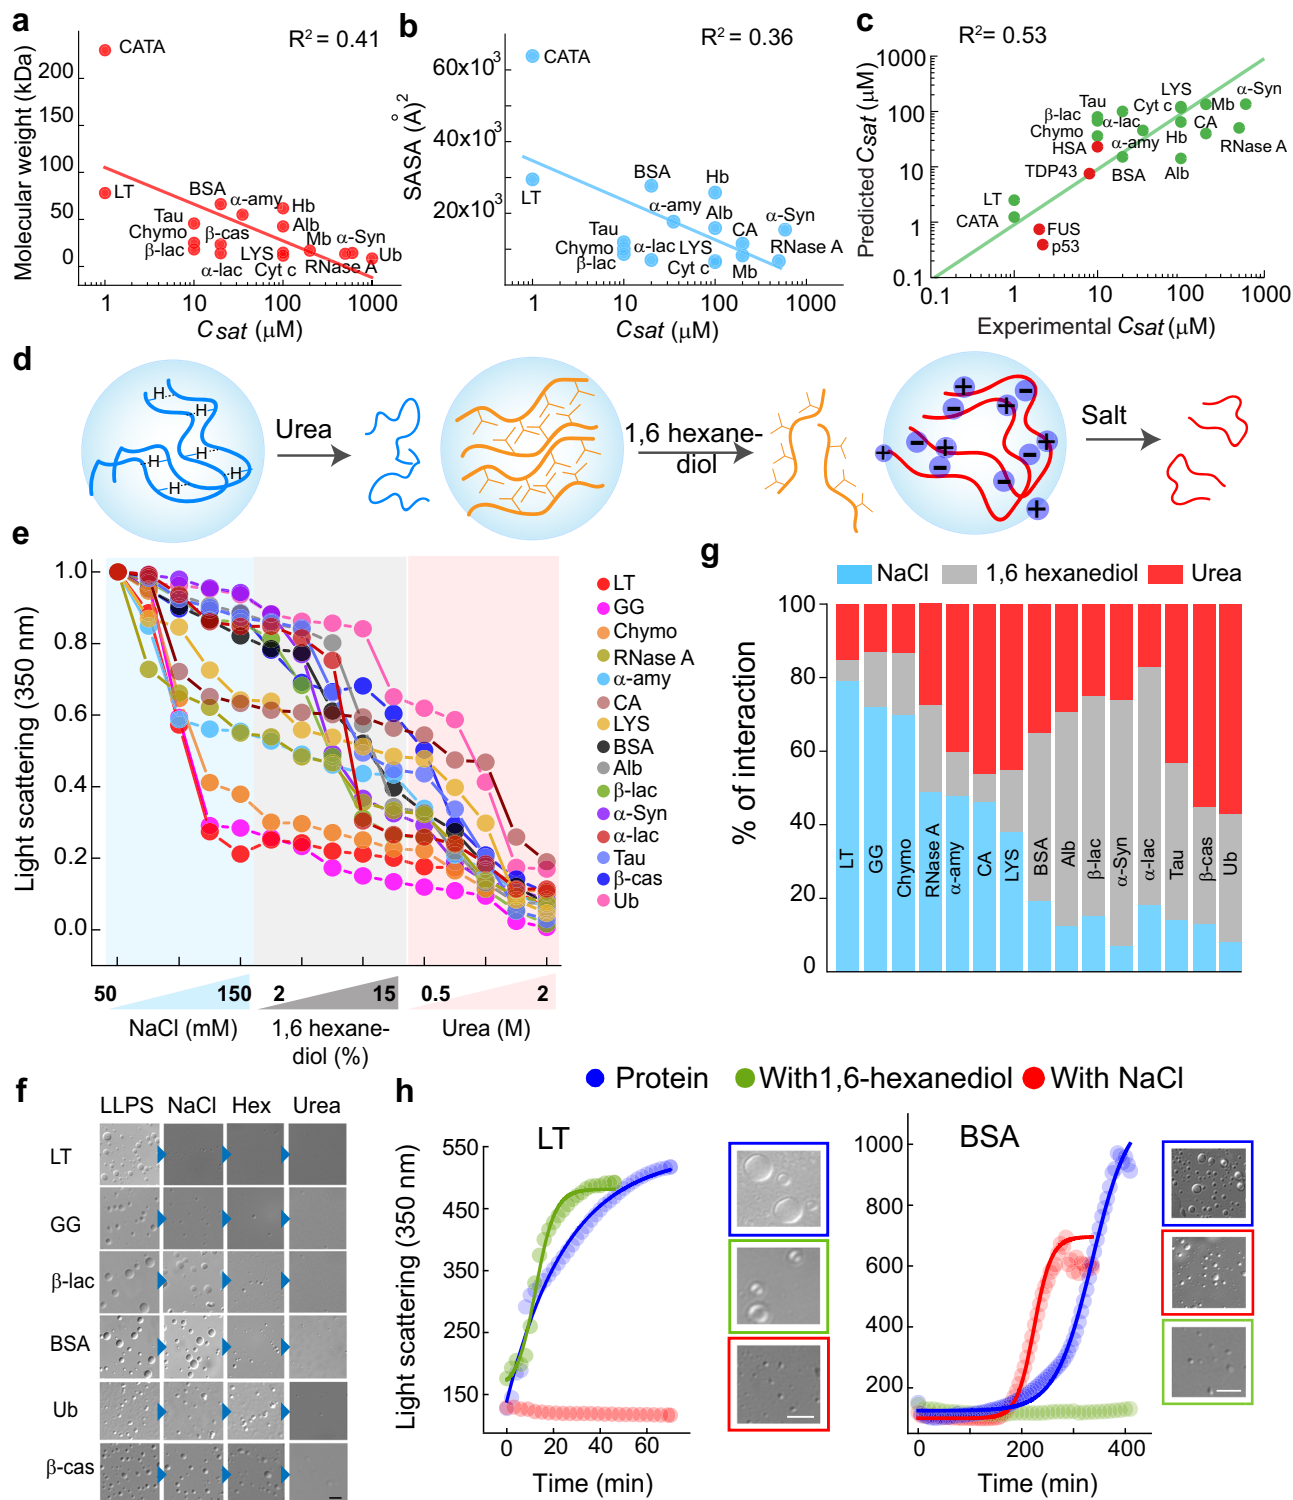 a
R² = 0.41
Molecular weight (kDa)
200
150
100
50
0
CATA
LT
BSA
α-amy
Hb
Tau
Chymo
β-lac
β-cas
α-lac
Alb
LYS
Cyt c
Mb
α-Syn
RNase A
Ub
1
10
100
1000
Csat (μM)
b
R² = 0.36
SASA (Å)²
60x10³
40x10³
20x10³
CATA
LT
BSA
Hb
Tau
Chymo
β-lac
α-amy
α-lac
Alb
LYS
Cyt c
CA
Mb
α-Syn
RNase A
1
10
100
1000
Csat (μM)
c
R²= 0.53
Predicted Csat (μM)
1000
100
10
1
0.1
LYS
α-Syn
Tau
Cyt c
Mb
β-lac
α-lac
CA
Chymo
HSA
α-amy
Hb
RNase A
TDP43
BSA
Alb
LT
CATA
FUS
p53
0.1
1
10
100
1000
Experimental Csat (μM)
d
H
H
H
H
H
Urea
1,6 hexane-
diol
Salt
+ − + − + − − − + − +
e
Light scattering (350 nm)
1.0
0.8
0.6
0.4
0.2
0.0
LT
GG
Chymo
RNase A
α-amy
CA
LYS
BSA
Alb
β-lac
α-Syn
α-lac
Tau
β-cas
Ub
50 150 2 15 0.5 2
NaCl (mM)
1,6 hexane-
diol (%)
Urea (M)
g
NaCl 1,6 hexanediol Urea
% of interaction
100
80
60
40
20
0
LT
GG
Chymo
RNase A
α-amy
CA
LYS
BSA
Alb
β-lac
α-Syn
α-lac
Tau
β-cas
Ub
f
LLPS NaCl Hex Urea
LT
GG
β-lac
BSA
Ub
β-cas
h
Protein With1,6-hexanediol With NaCl
Light scattering (350 nm)
LT
550
450
350
250
150
0 20 40 60
Time (min)
BSA
1000
800
600
400
200
0 200 400
Time (min)